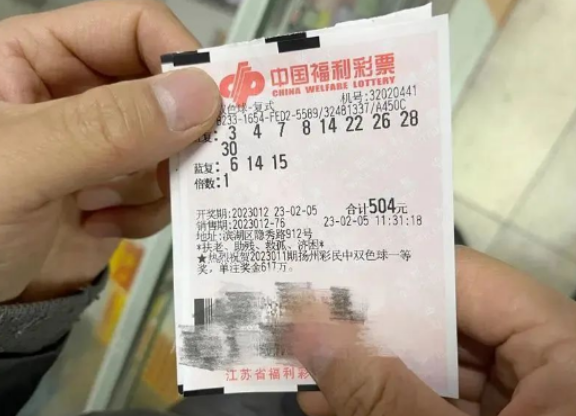 中国福利彩票
CHINA WELFARE LOTTERY
色球-复式 机号:32020441
8233-1654-FED2-5589/32481337/A450C
复: 3 4 7 8 14 22 26 28
30
蓝复: 6 14 15
倍数:1
开奖期:2023012 23-02-05 合计504元
销售期:2023012-76 23-02-05 11:31:18
地址:滨湖区隐秀路912号
*扶老、助残、救孤、济困*
★热烈祝贺2023011期扬州彩民中双色球一等
奖,单注奖金617万。
江苏省福利彩